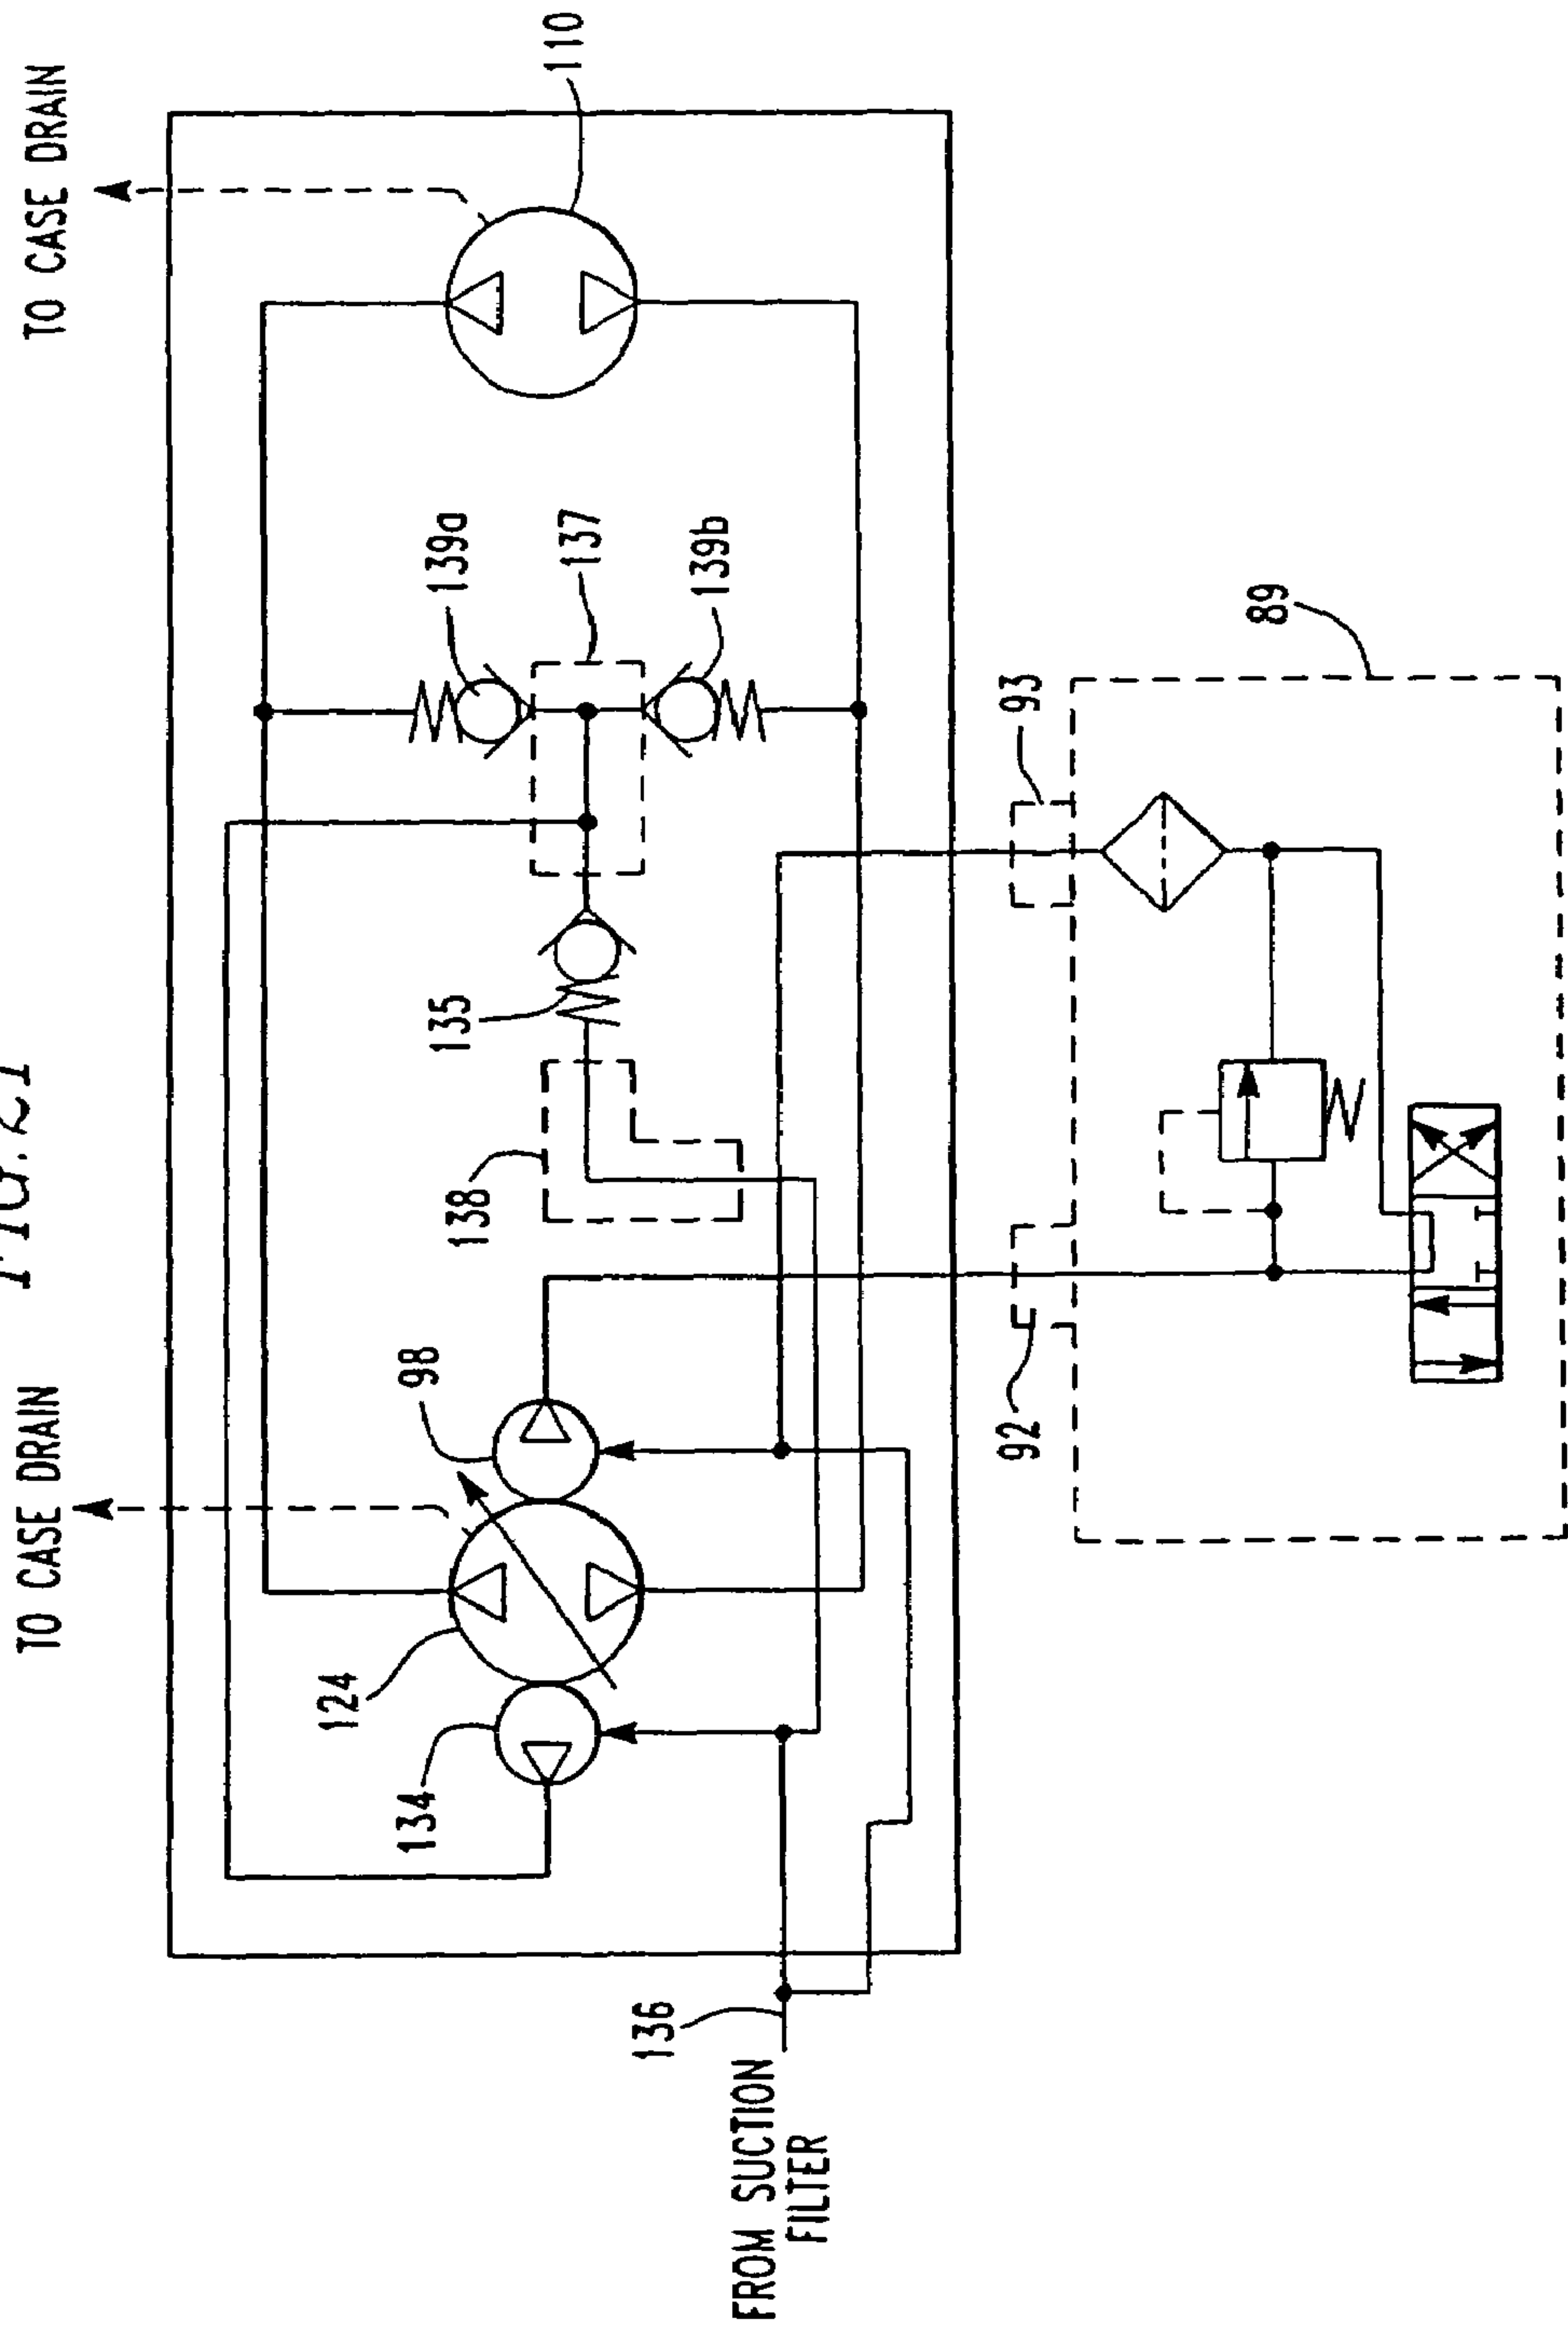 TO CASE DRAIN
TO CASE DRAIN
110
139a
137
139b
135
138
98
124
134
136
FROM SUCTION
FILTER
93
92
89